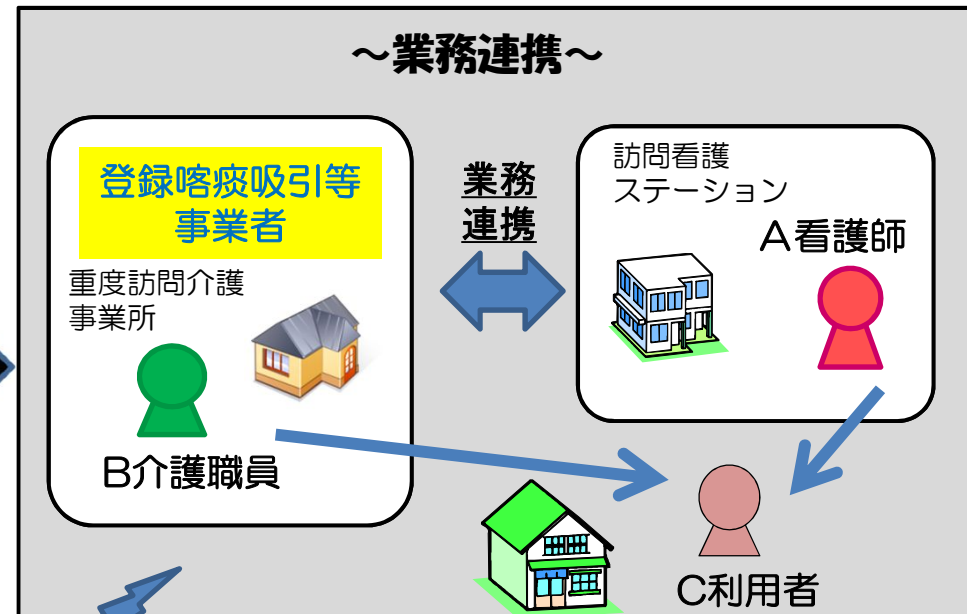 ～業務連携～
登録喀痰吸引等
事業者
重度訪問介護
事業所
B介護職員
業務
連携
訪問看護
ステーション
A看護師
C利用者